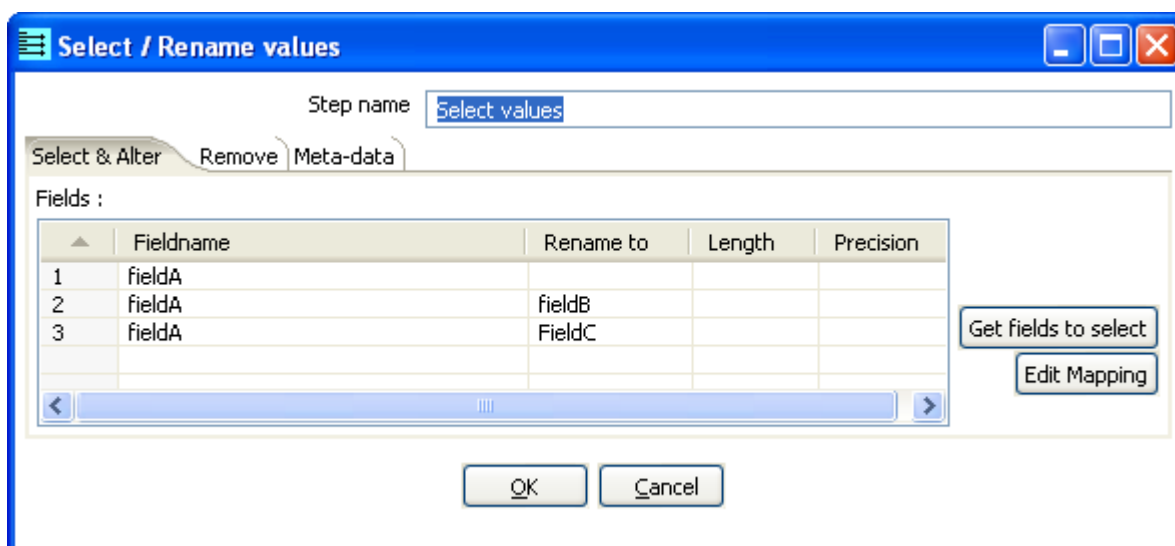 Select / Rename values
Step name Select values
Select & Alter Remove Meta-data
Fields :
Fieldname Rename to Length Precision
1 fieldA
2 fieldA fieldB
3 fieldA FieldC
Get fields to select
Edit Mapping
OK Cancel